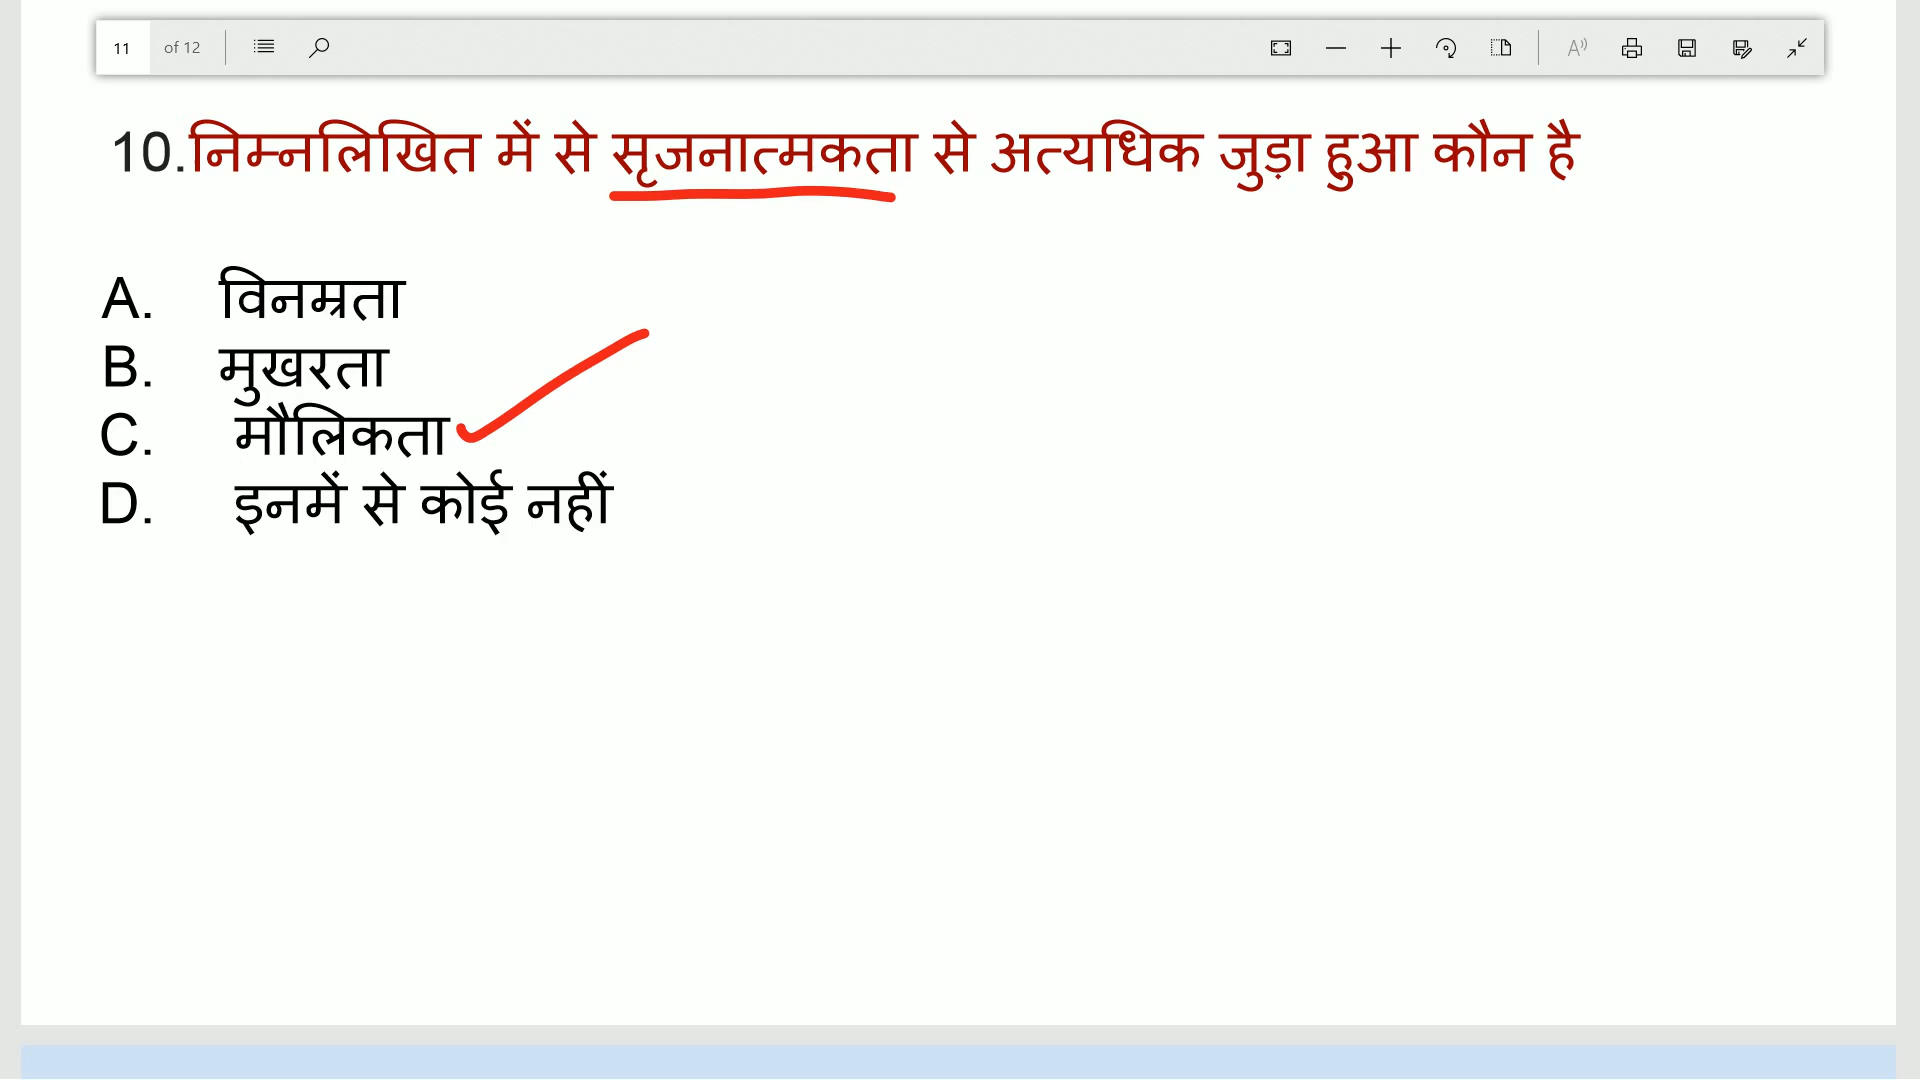 11 of 12
10.निम्नलिखित में से सृजनात्मकता से अत्यधिक जुड़ा हुआ कौन है
A. विनम्रता
B. मुखरता
C. मौलिकता
D. इनमें से कोई नहीं